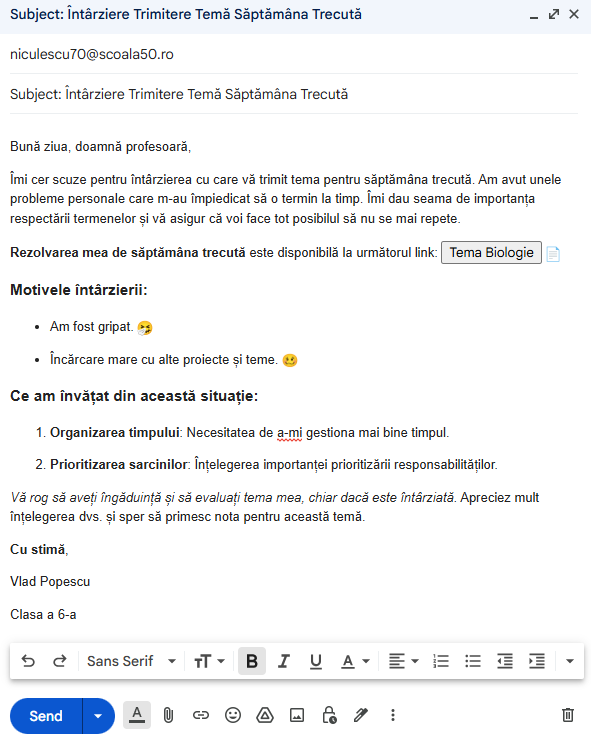 Subject: Întârziere Trimitere Temă Săptămâna Trecută
niculescu70@scoala50.ro
Subject: Întârziere Trimitere Temă Săptămâna Trecută
Bună ziua, doamnă profesoară,
Îmi cer scuze pentru întârzierea cu care vă trimit tema pentru săptămâna trecută. Am avut unele
probleme personale care m-au împiedicat să o termin la timp. Îmi dau seama de importanța
respectării termenelor și vă asigur că voi face tot posibilul să nu se mai repete.
Rezolvarea mea de săptămâna trecută este disponibilă la următorul link: Tema Biologie 📄
Motivele întârzierii:
• Am fost gripat. 🤧
• Încărcare mare cu alte proiecte și teme. 🥴
Ce am învățat din această situație:
1. Organizarea timpului: Necesitatea de a-mi gestiona mai bine timpul.
2. Prioritizarea sarcinilor: Înțelegerea importanței prioritizării responsabilităților.
Vă rog să aveți îngăduință și să evaluați tema mea, chiar dacă este întârziată. Apreciez mult
înțelegerea dvs. și sper să primesc nota pentru această temă.
Cu stimă,
Vlad Popescu
Clasa a 6-a
Sans Serif TT B I U A
Send A